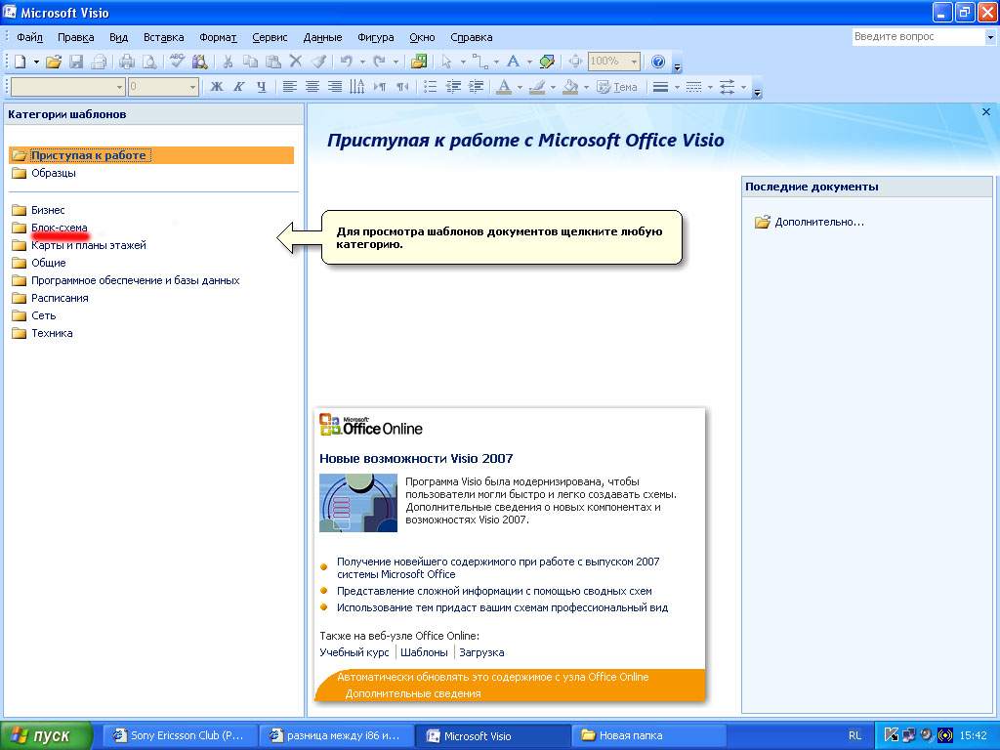 Microsoft Visio
Файл Правка Вид Вставка Формат Сервис Данные Фигура Окно Справка
Введите вопрос
100%
0
Ж К Ч
Тема
Категории шаблонов
Приступая к работе
Образцы
Бизнес
Блок-схема
Карты и планы этажей
Общие
Программное обеспечение и базы данных
Расписания
Сеть
Техника
Приступая к работе с Microsoft Office Visio
Для просмотра шаблонов документов щелкните любую
категорию.
Последние документы
Дополнительно...
Microsoft
Office Online
Новые возможности Visio 2007
Программа Visio была модернизирована, чтобы
пользователи могли быстро и легко создавать схемы.
Дополнительные сведения о новых компонентах и
возможностях Visio 2007.
Получение новейшего содержимого при работе с выпуском 2007
системы Microsoft Office
Представление сложной информации с помощью сводных схем
Использование тем придаст вашим схемам профессиональный вид
Также на веб-узле Office Online:
Учебный курс Шаблоны Загрузка
Автоматически обновлять это содержимое с узла Office Online
Дополнительные сведения
пуск
Sony Ericsson Club (P...
разница между i86 и...
Microsoft Visio
Новая папка
RL
15:42